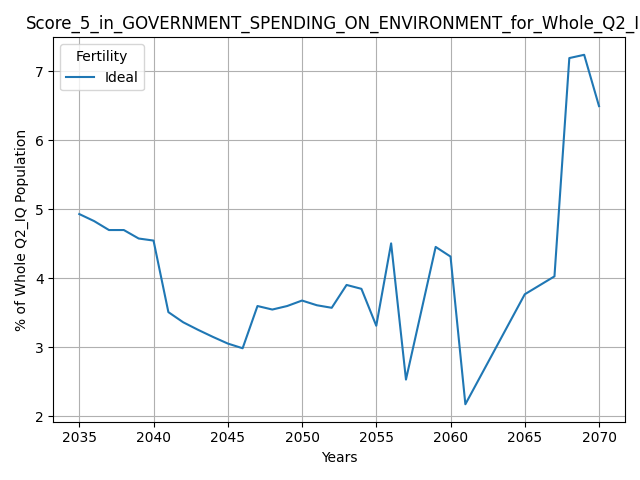 Score_5_in_GOVERNMENT_SPENDING_ON_ENVIRONMENT_for_Whole_Q2_I
Fertility
Ideal
7
6
5
4
3
2
% of Whole Q2_IQ Population
2035 2040 2045 2050 2055 2060 2065 2070
Years